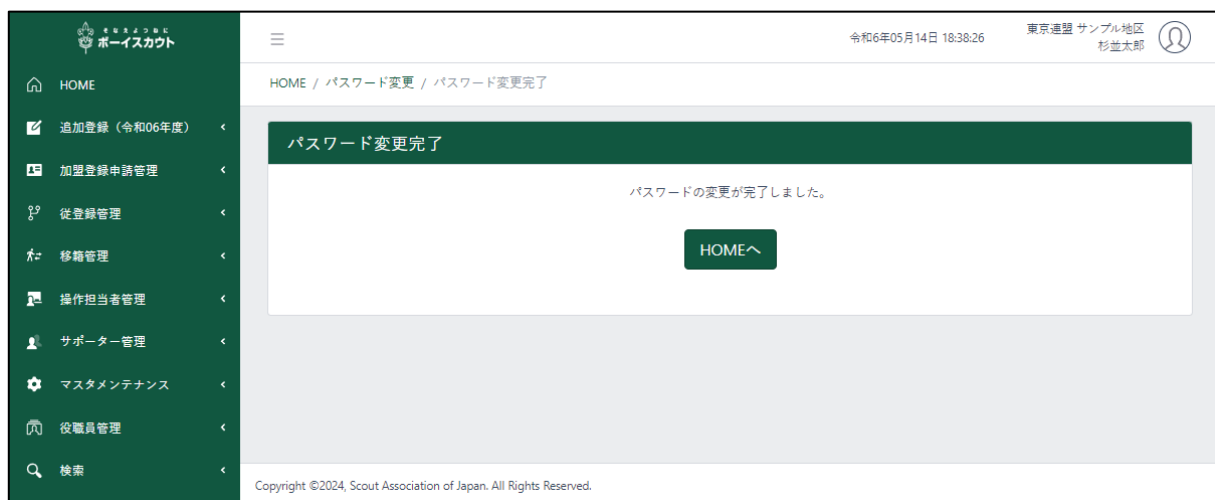 そなえよつねに
ボーイスカウト
令和6年05月14日 18:38:26
東京連盟 サンプル地区
杉並太郎
HOME
HOME / パスワード変更 / パスワード変更完了
追加登録（令和06年度）
加盟登録申請管理
従登録管理
移籍管理
操作担当者管理
サポーター管理
マスタメンテナンス
役職員管理
検索
パスワード変更完了
パスワードの変更が完了しました。
HOMEへ
Copyright ©2024, Scout Association of Japan. All Rights Reserved.